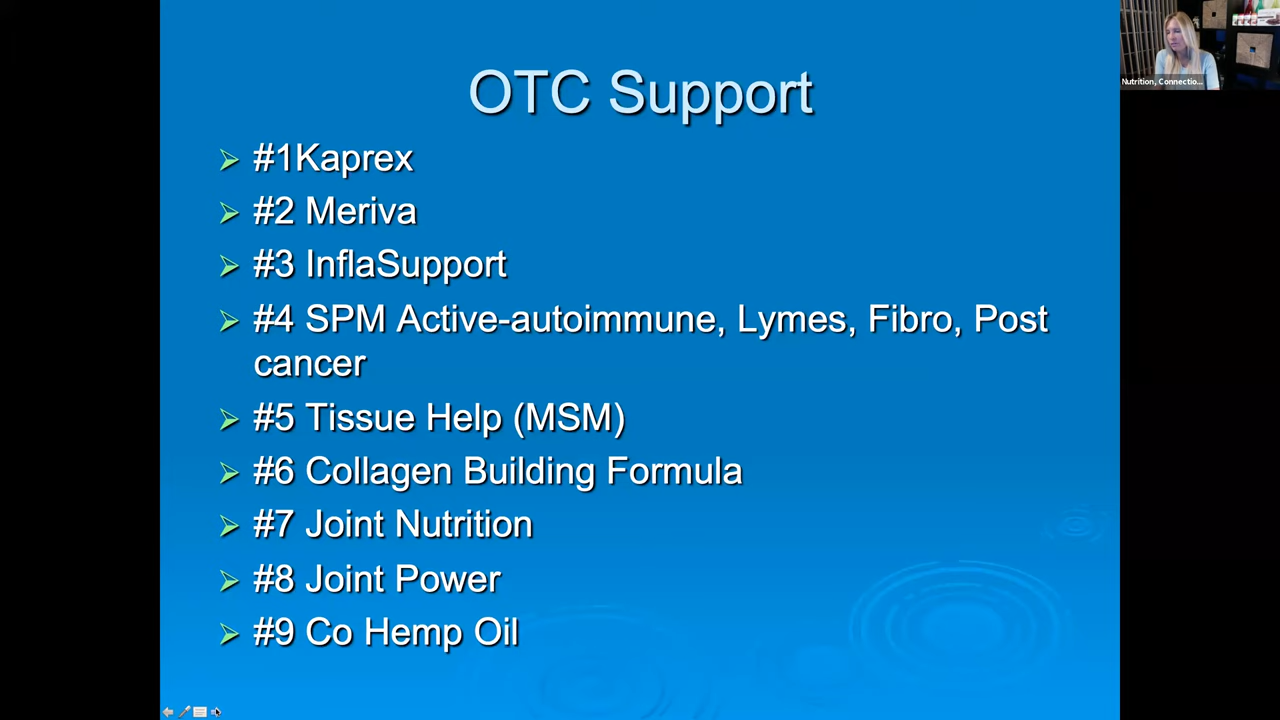 OTC Support
#1Kaprex
#2 Meriva
#3 InflaSupport
#4 SPM Active-autoimmune, Lymes, Fibro, Post
cancer
#5 Tissue Help (MSM)
#6 Collagen Building Formula
#7 Joint Nutrition
#8 Joint Power
#9 Co Hemp Oil
Nutrition, Connectio...